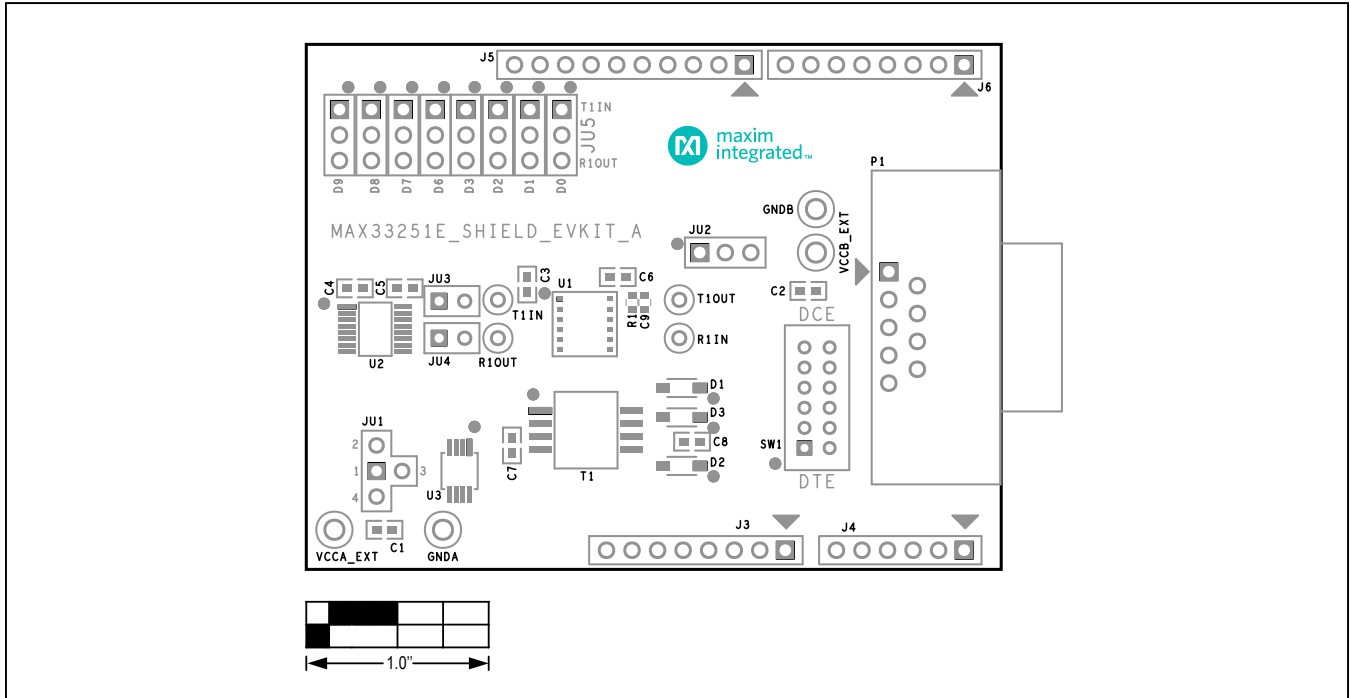 J5
J6
T1IN
JU5
R1OUT
D9 D8 D7 D6 D3 D2 D1 D0
maxim
integrated™
P1
MAX33251E_SHIELD_EVKIT_A
GNDB
JU2
VCCB_EXT
C4
C5
JU3
C3
U1
C6
C2
T1IN
R1
C9
T1OUT
DCE
U2
JU4
R1OUT
R1IN
D1
D3
C8
SW1
D2
JU1
2
1
3
4
U3
C7
T1
DTE
VCCA_EXT
C1
GNDA
J3
J4
1.0”